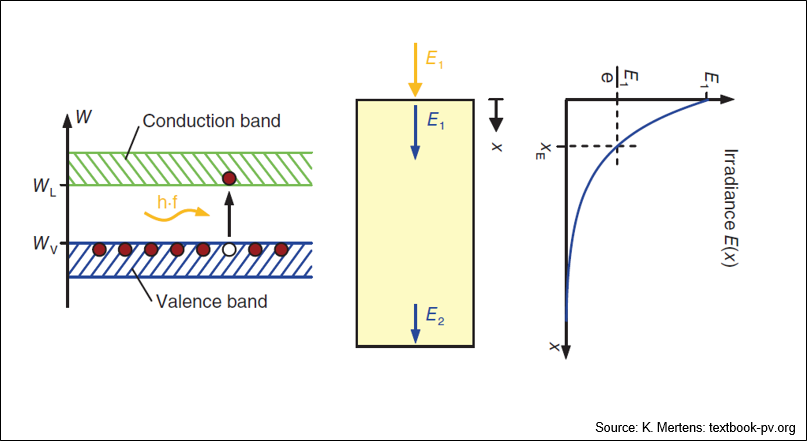 W
Conduction band
W_L
h·f
W_V
Valence band
E_1
E_1
x
E_2
E_1
e
E_1
x_E
Irradiance E(x)
x
Source: K. Mertens: textbook-pv.org